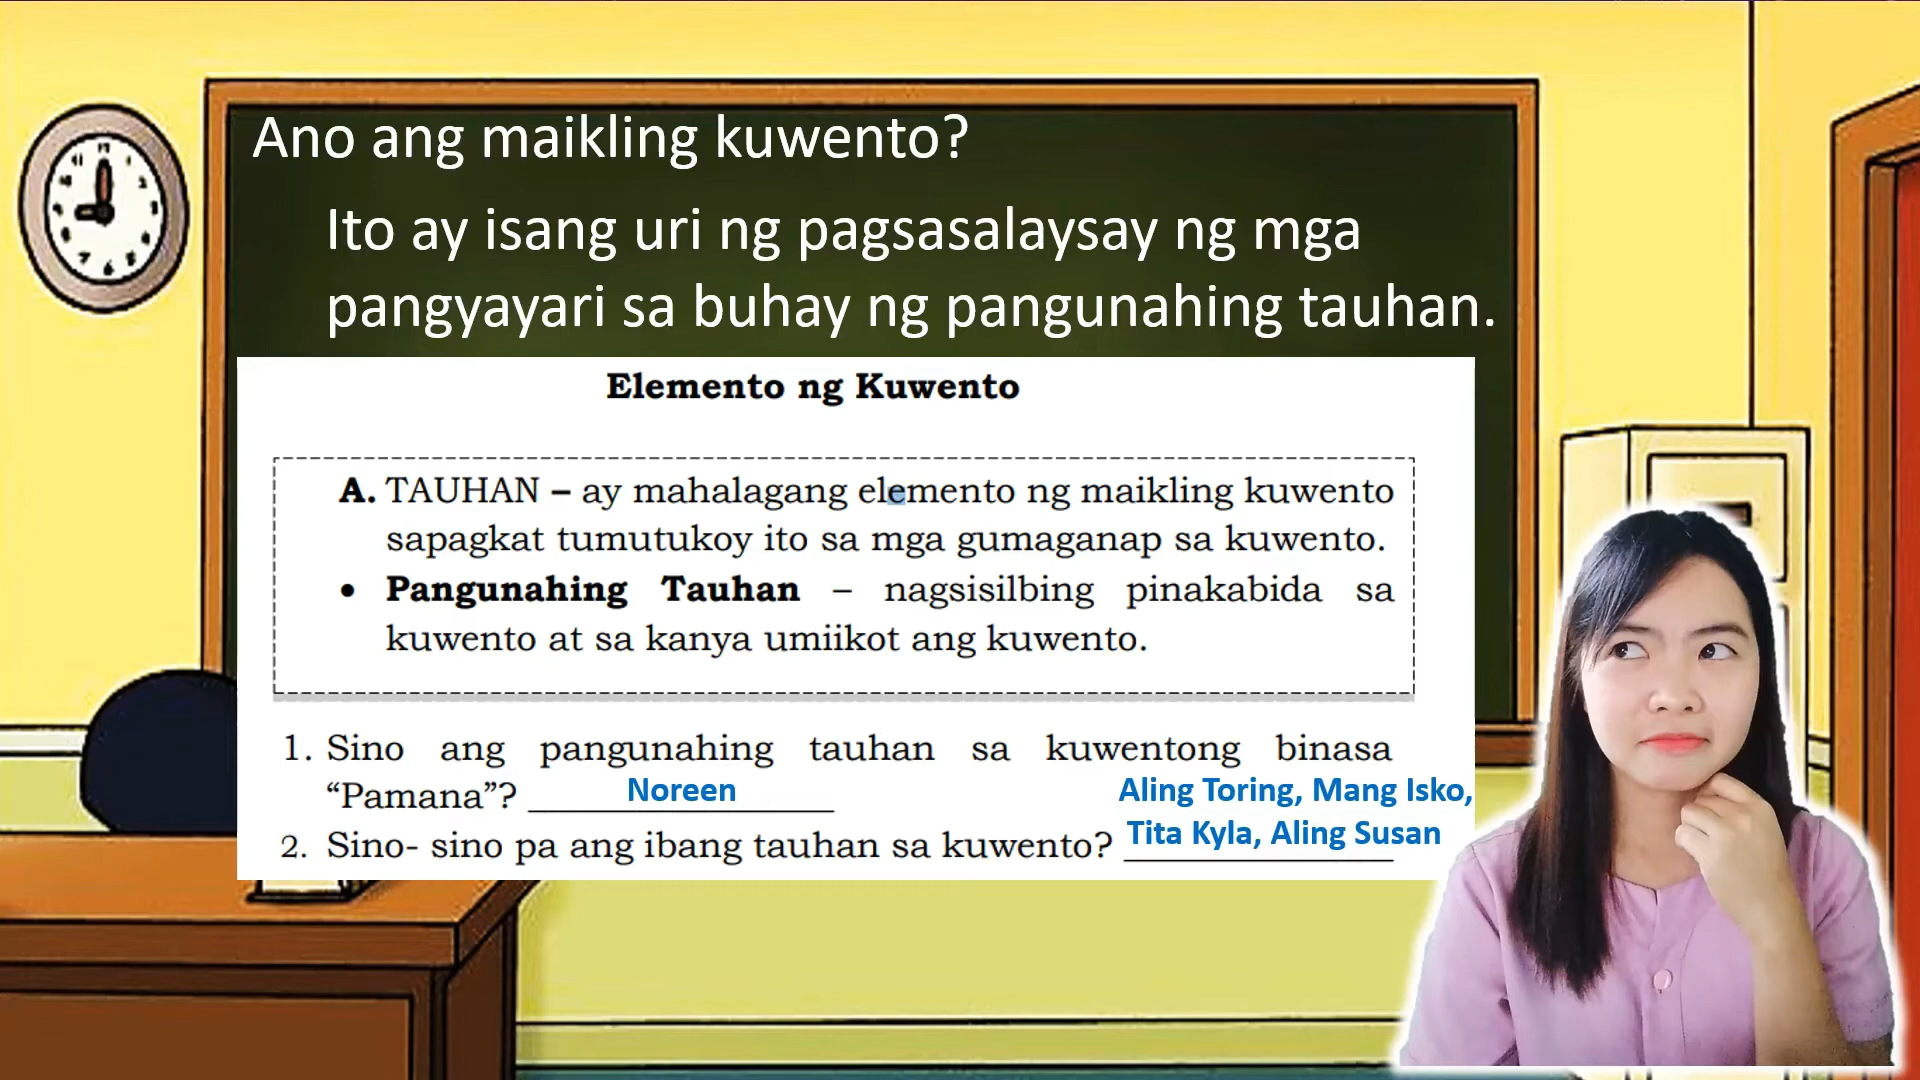 Ano ang maikling kuwento?
Ito ay isang uri ng pagsasalaysay ng mga
pangyayari sa buhay ng pangunahing tauhan.
Elemento ng Kuwento
A. TAUHAN – ay mahalagang elemento ng maikling kuwento
sapagkat tumutukoy ito sa mga gumaganap sa kuwento.
• Pangunahing Tauhan – nagsisilbing pinakabida sa
kuwento at sa kanya umiikot ang kuwento.
1. Sino ang pangunahing tauhan sa kuwentong binasa
“Pamana”? Noreen
2. Sino- sino pa ang ibang tauhan sa kuwento?
Aling Toring, Mang Isko,
Tita Kyla, Aling Susan